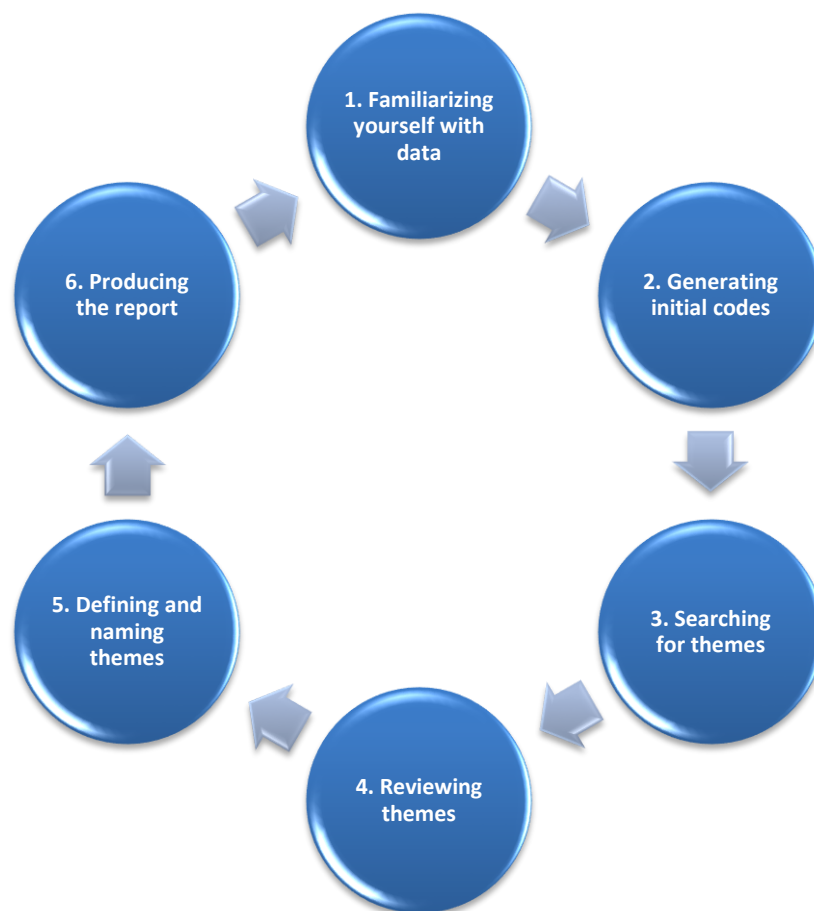 1. Familiarizing
yourself with
data
2. Generating
initial codes
3. Searching
for themes
4. Reviewing
themes
5. Defining and
naming
themes
6. Producing
the report